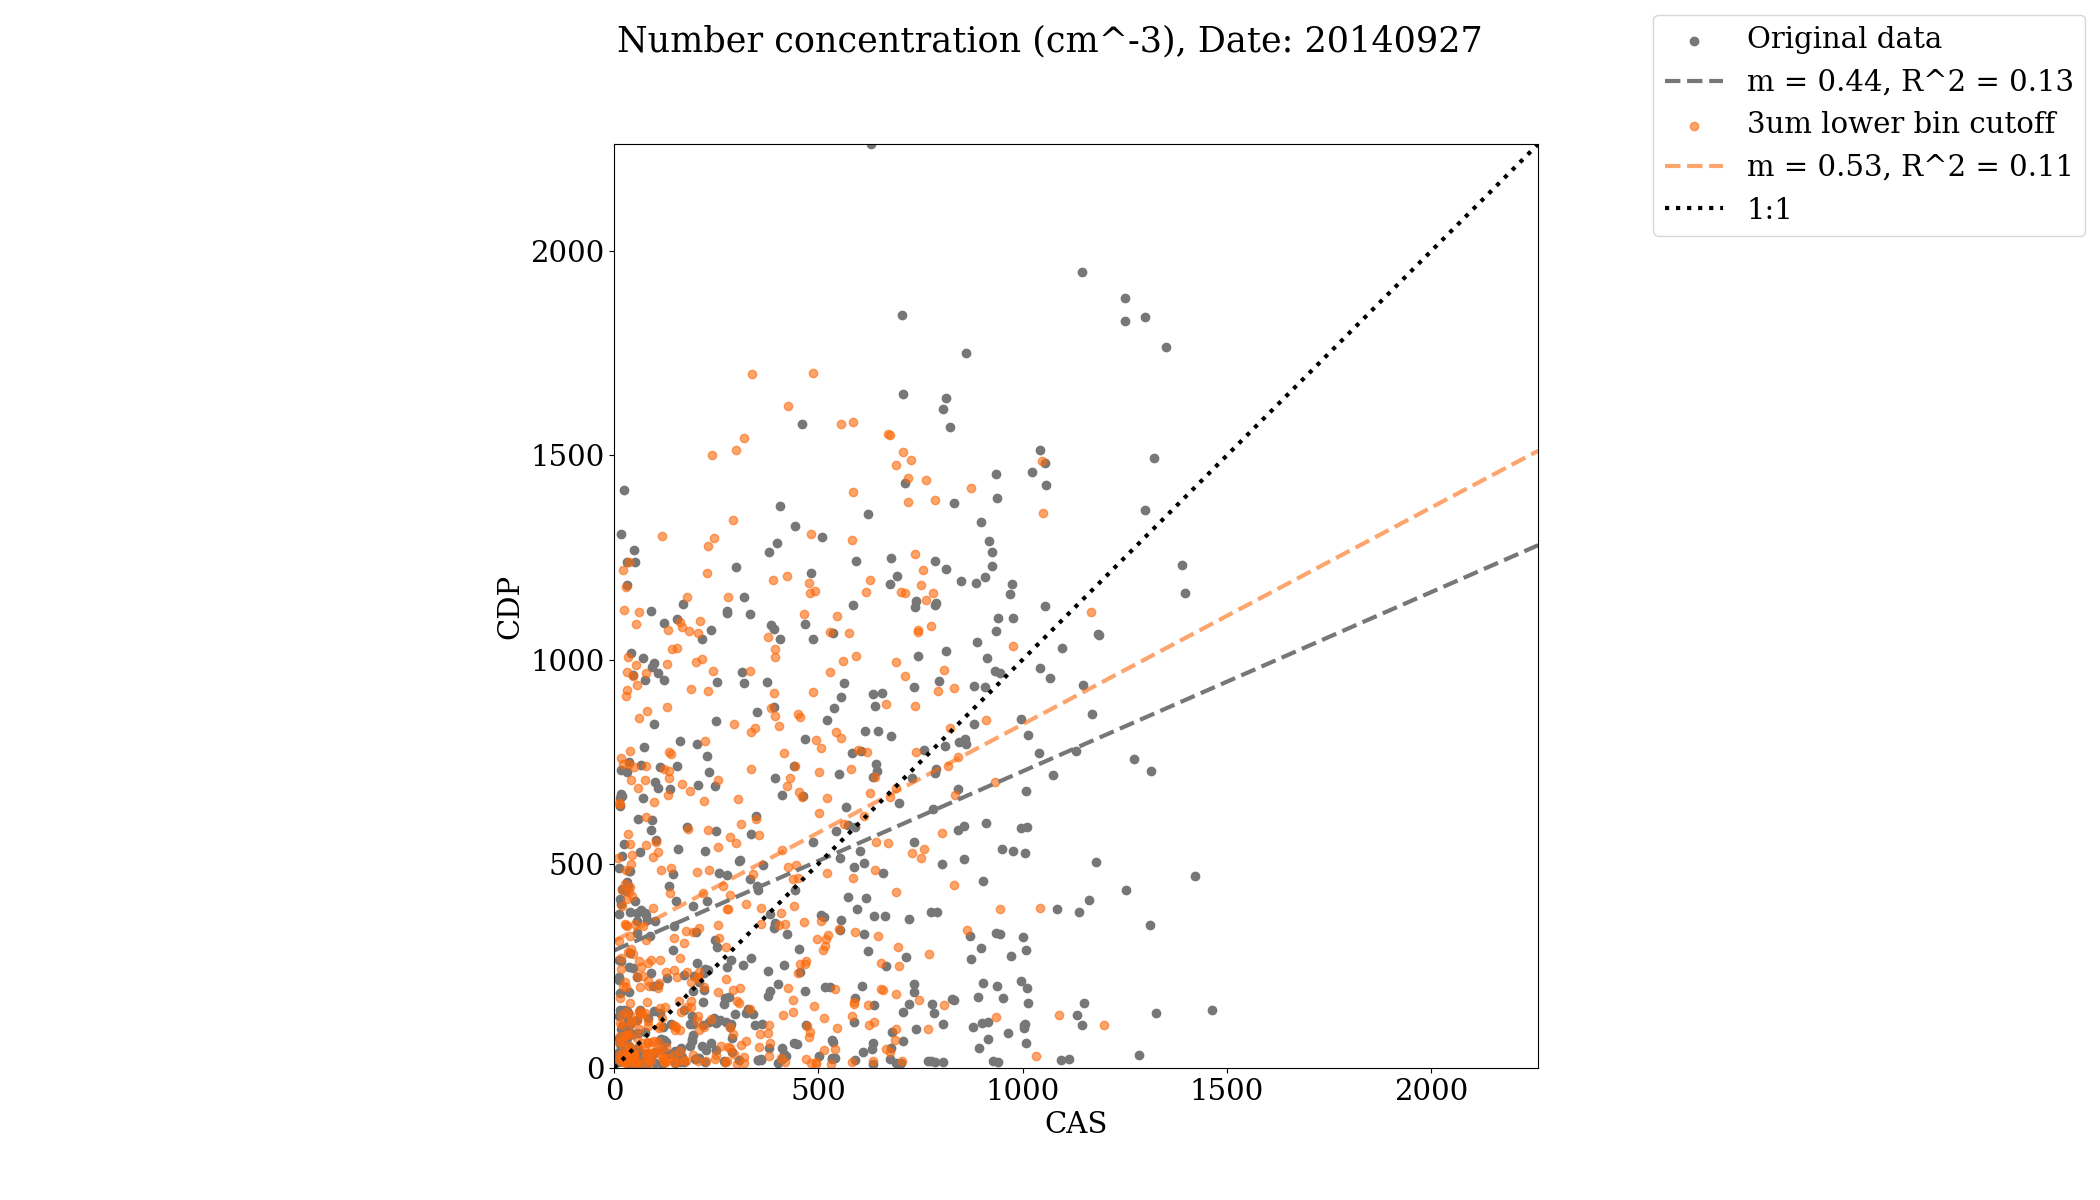 Number concentration (cm^-3), Date: 20140927
Original data
m = 0.44, R^2 = 0.13
3um lower bin cutoff
m = 0.53, R^2 = 0.11
1:1
2000
1500
1000
500
0
CDP
0 500 1000 1500 2000
CAS